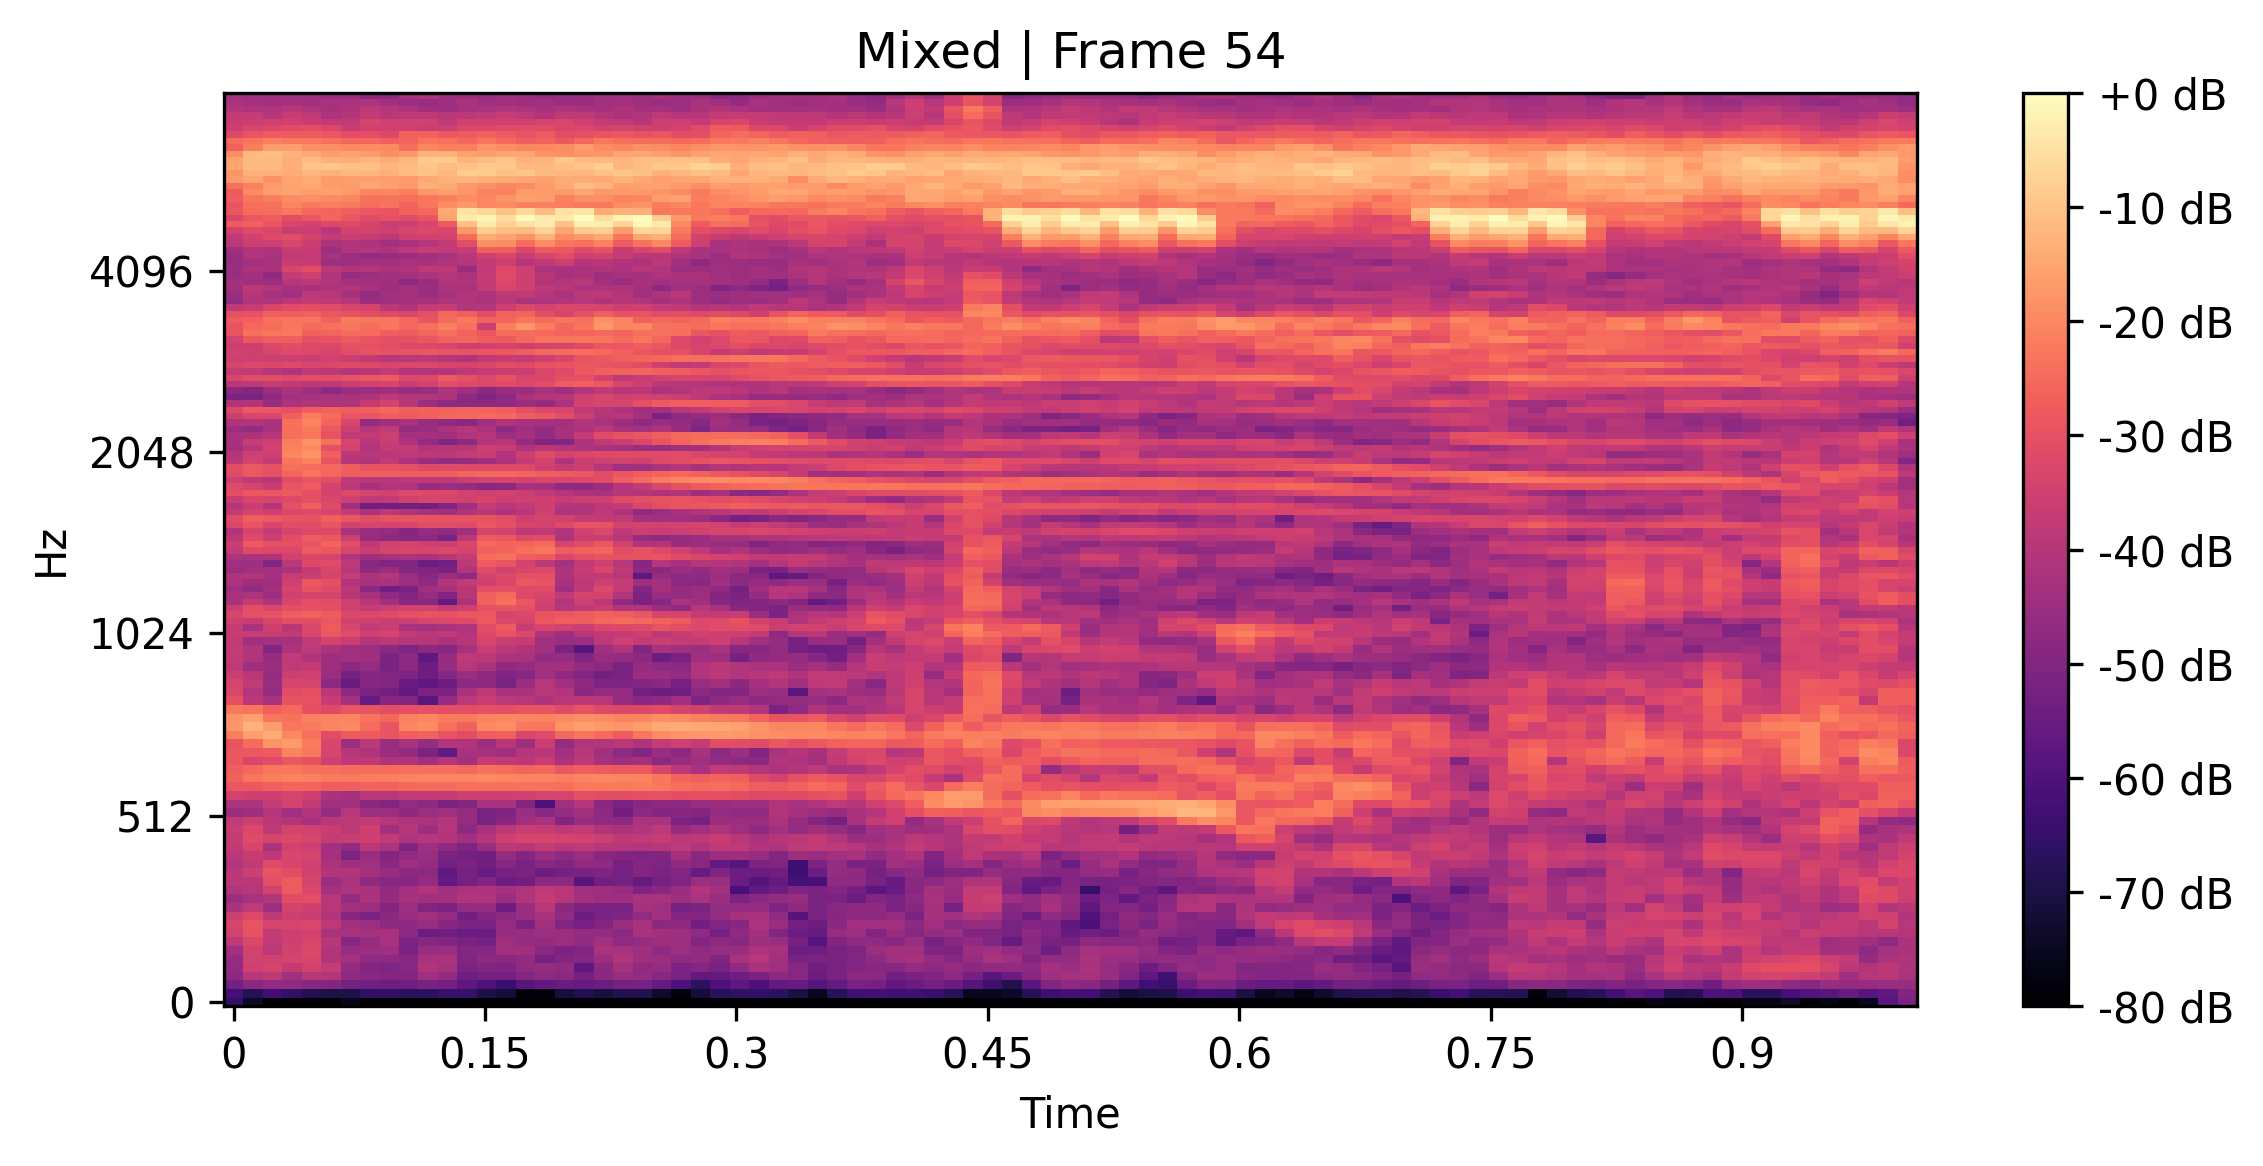 Mixed | Frame 54
+0 dB
-10 dB
-20 dB
-30 dB
-40 dB
-50 dB
-60 dB
-70 dB
-80 dB
4096
2048
1024
512
0
Hz
0 0.15 0.3 0.45 0.6 0.75 0.9
Time